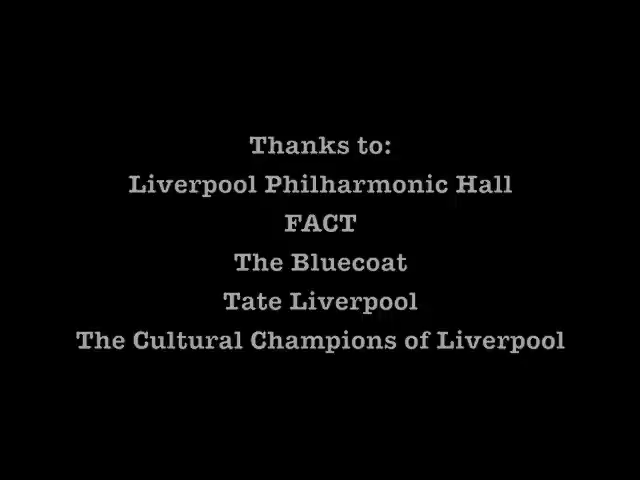 Thanks to:
Liverpool Philharmonic Hall
FACT
The Bluecoat
Tate Liverpool
The Cultural Champions of Liverpool